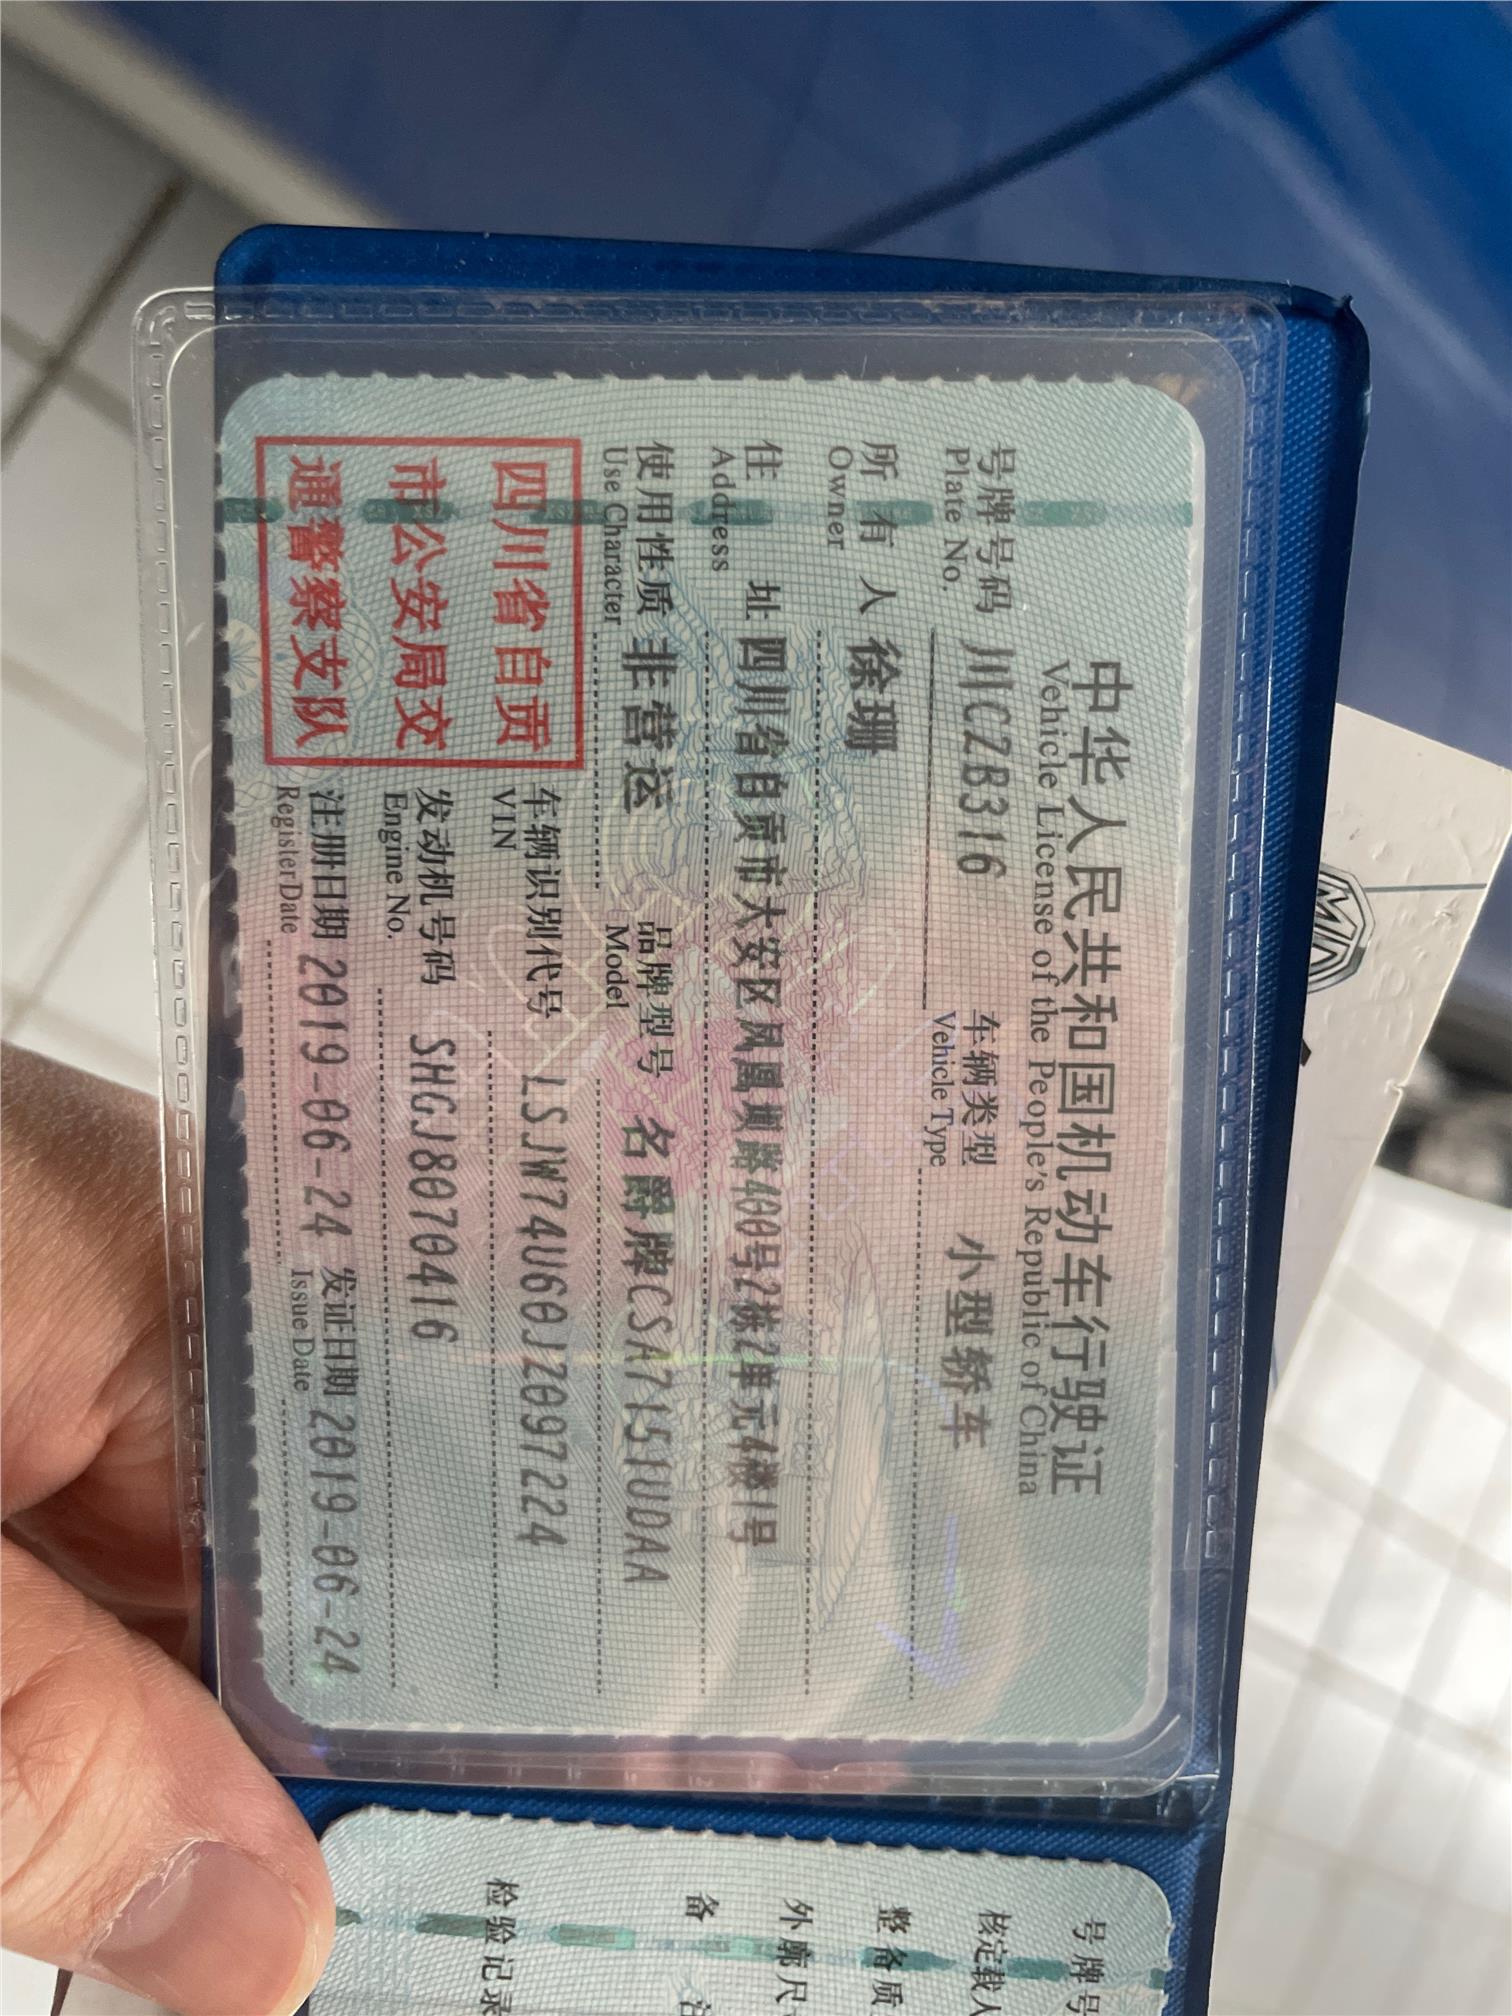 中华人民共和国机动车行驶证
Vehicle License of the People's Republic of China
号牌号码 川CZB316 车辆类型 小型轿车
Plate No. Vehicle Type
所有人 徐珊
Owner
住址 四川省自贡市大安区凤凰坝路400号2栋2单元4楼1号
Address
使用性质 非营运 品牌型号 名爵牌CSA7151UDAA
Use Character Model
四川省自贡
市公安局交
通警察支队
车辆识别代号 LSJW74U60JZ097224
VIN
发动机号码 SHGJ8070416
Engine No.
注册日期 2019-06-24 发证日期 2019-06-24
Register Date Issue Date
号牌号
核定载人
整备质
外廓尺
备
检验记录
MG